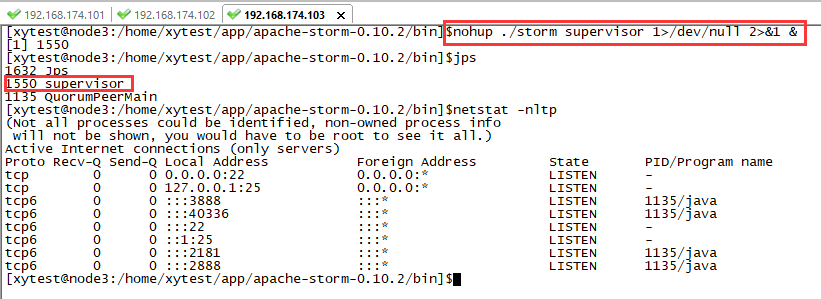 192.168.174.101 192.168.174.102 192.168.174.103 ×
[xytest@node3:/home/xytest/app/apache-storm-0.10.2/bin]$nohup ./storm supervisor 1>/dev/null 2>&1 &
[1] 1550
[xytest@node3:/home/xytest/app/apache-storm-0.10.2/bin]$jps
1632 Jps
1550 supervisor
1135 QuorumPeerMain
[xytest@node3:/home/xytest/app/apache-storm-0.10.2/bin]$netstat -nltp
(Not all processes could be identified, non-owned process info
 will not be shown, you would have to be root to see it all.)
Active Internet connections (only servers)
Proto Recv-Q Send-Q Local Address Foreign Address State PID/Program name
tcp 0 0 0.0.0.0:22 0.0.0.0:* LISTEN -
tcp 0 0 127.0.0.1:25 0.0.0.0:* LISTEN -
tcp6 0 0 :::3888 :::* LISTEN 1135/java
tcp6 0 0 :::40336 :::* LISTEN 1135/java
tcp6 0 0 :::22 :::* LISTEN -
tcp6 0 0 ::1:25 :::* LISTEN -
tcp6 0 0 :::2181 :::* LISTEN 1135/java
tcp6 0 0 :::2888 :::* LISTEN 1135/java
[xytest@node3:/home/xytest/app/apache-storm-0.10.2/bin]$